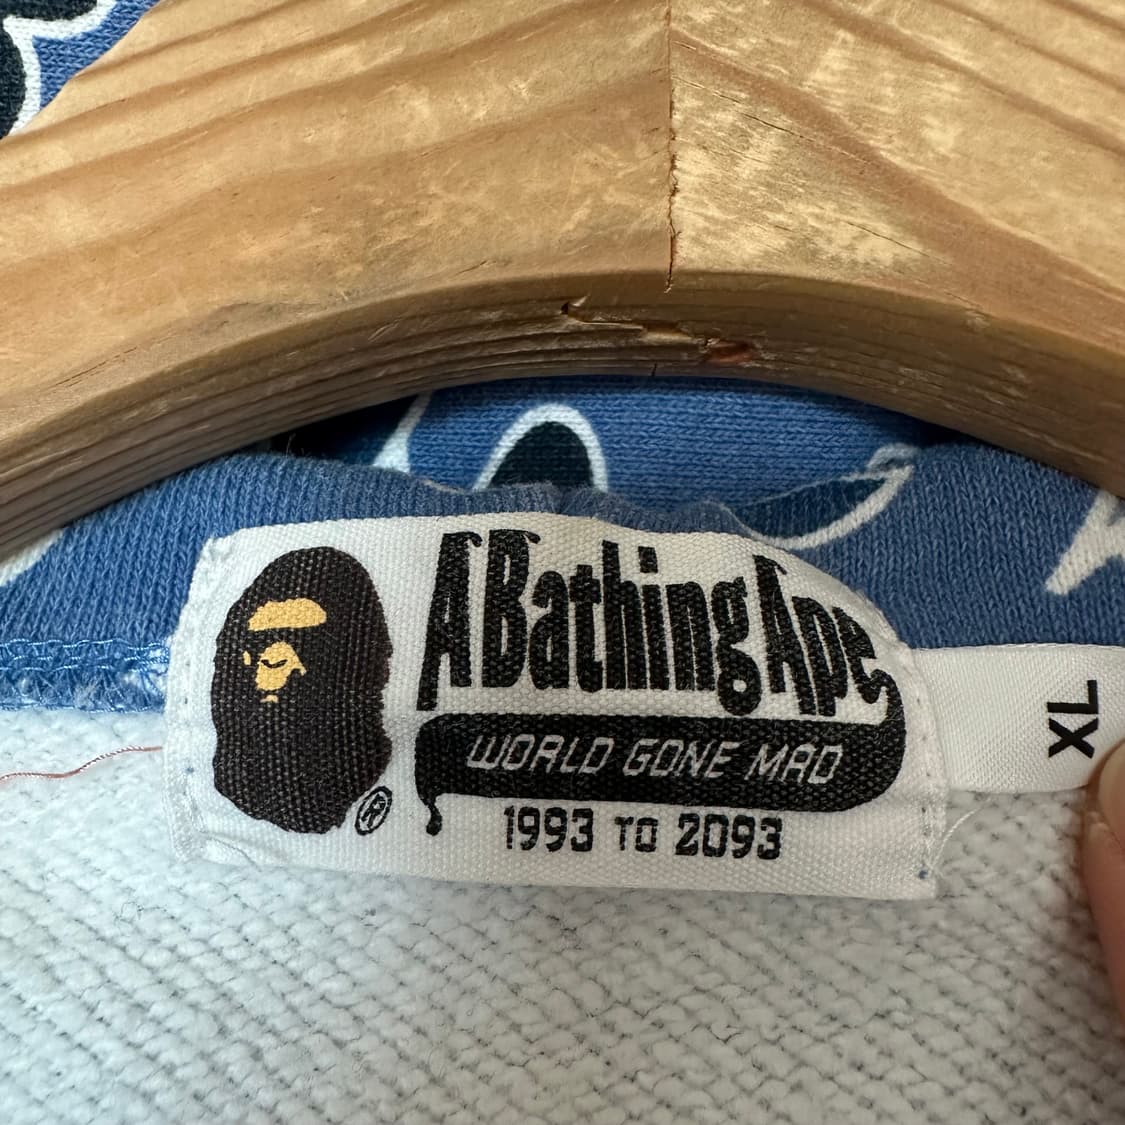 A Bathing Ape
WORLD GONE MAD
1993 TO 2093
®
XL